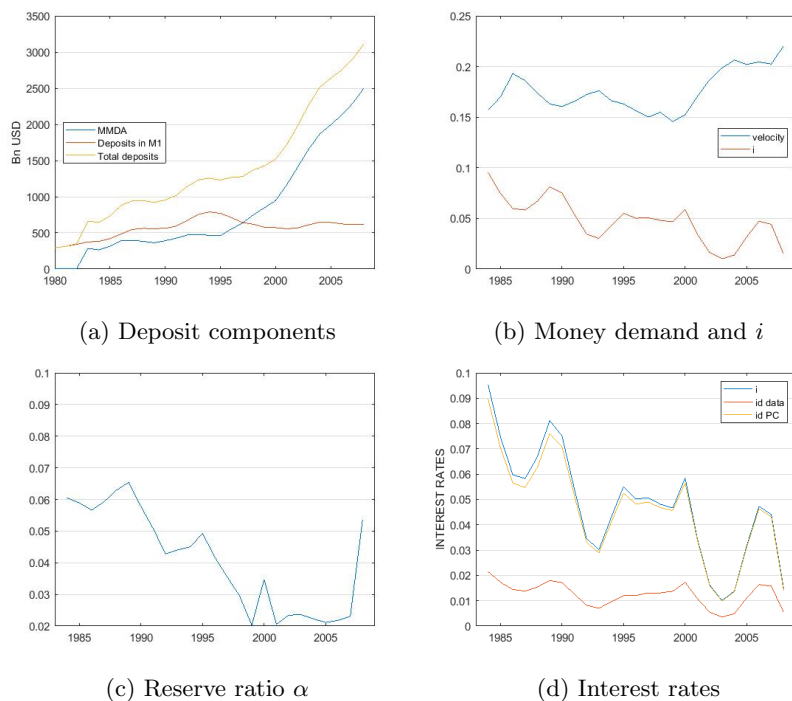 3500
3000
2500
2000
1500
1000
500
0
Bn USD
MMDA
Deposits in M1
Total deposits
1980 1985 1990 1995 2000 2005
(a) Deposit components
0.25
0.2
0.15
0.1
0.05
0
velocity
i
1985 1990 1995 2000 2005
(b) Money demand and i
0.1
0.09
0.08
0.07
0.06
0.05
0.04
0.03
0.02
1985 1990 1995 2000 2005
(c) Reserve ratio α
0.1
0.09
0.08
0.07
0.06
0.05
0.04
0.03
0.02
0.01
0
INTEREST RATES
i
id data
id PC
1985 1990 1995 2000 2005
(d) Interest rates